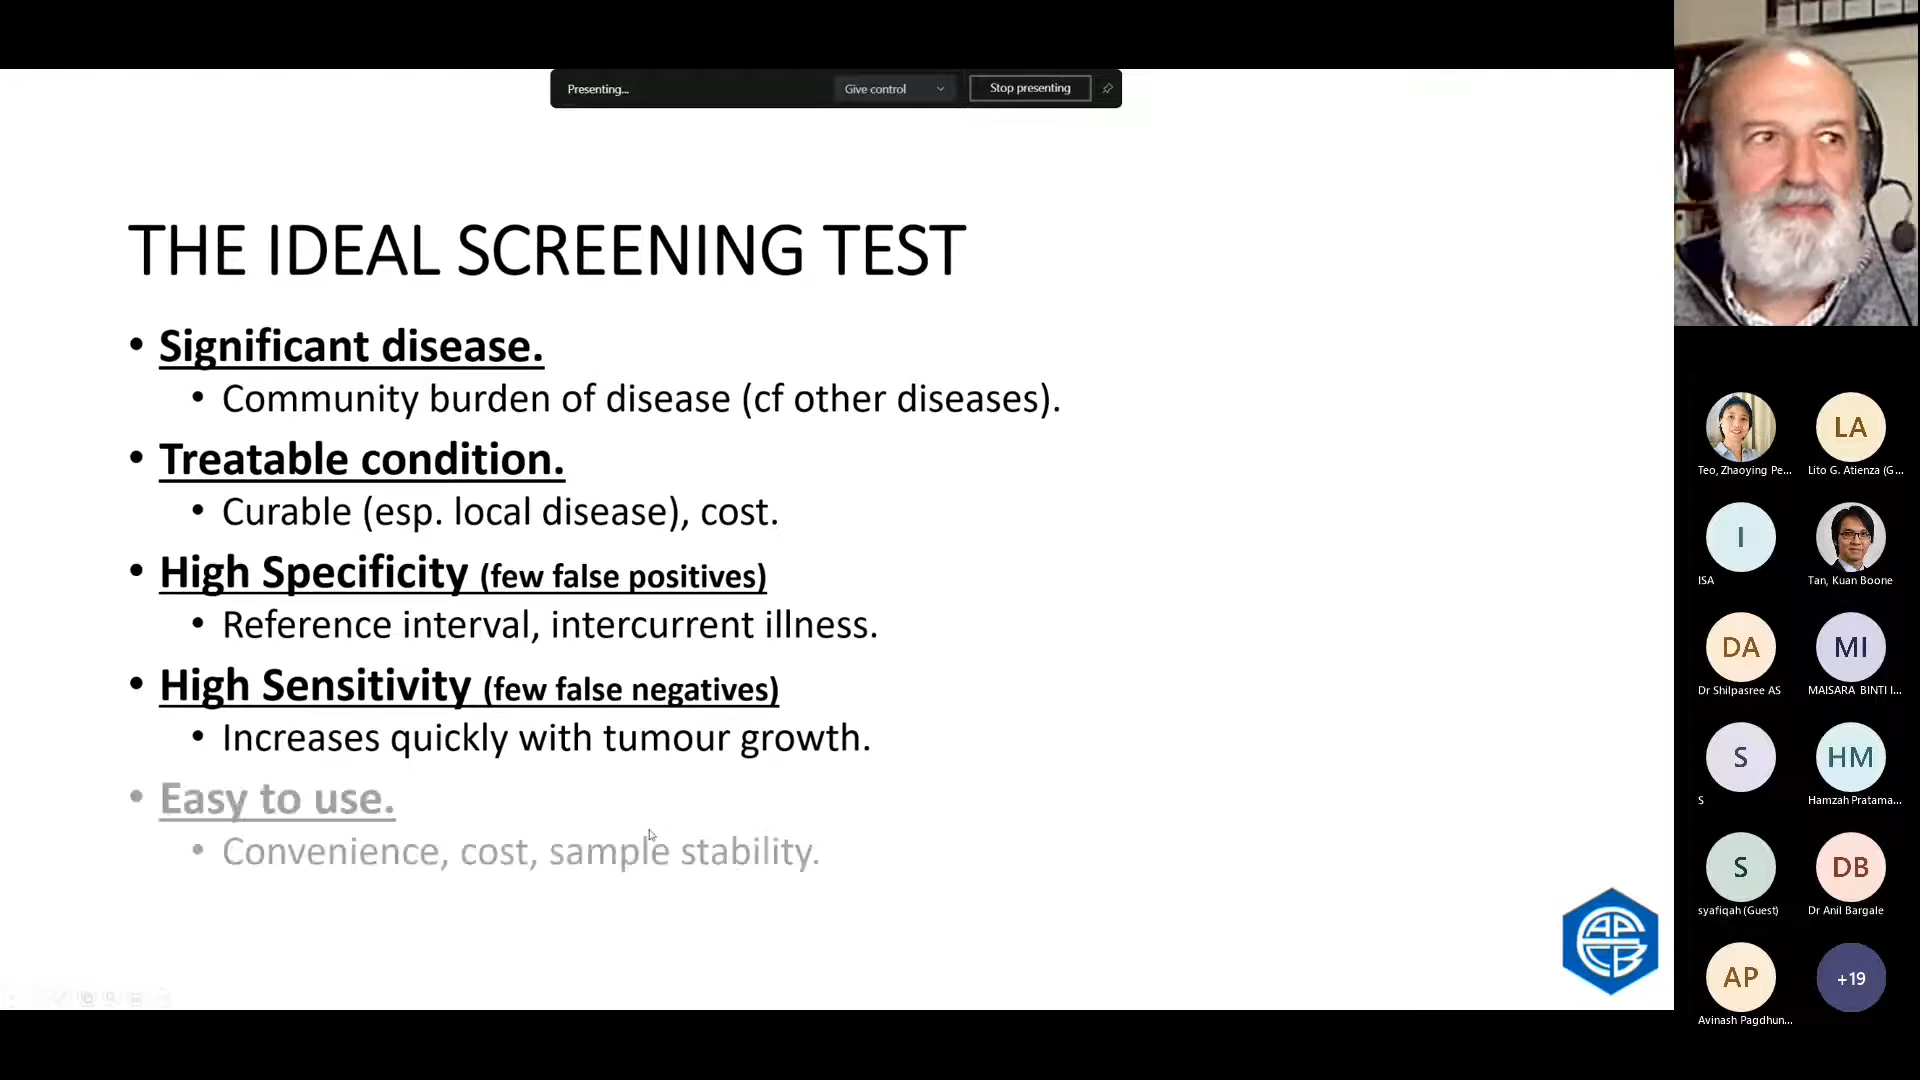 Presenting...
Give control
Stop presenting
THE IDEAL SCREENING TEST
• Significant disease.
• Community burden of disease (cf other diseases).
• Treatable condition.
• Curable (esp. local disease), cost.
• High Specificity (few false positives)
• Reference interval, intercurrent illness.
• High Sensitivity (few false negatives)
• Increases quickly with tumour growth.
• Easy to use.
• Convenience, cost, sample stability.
APFCB
LA
Teo, Zhaoying Pe...
Lito G. Atienza (G...
I
ISA
Tan, Kuan Boone
DA
MI
Dr Shilpasree AS
MAISARA BINTI I...
S
HM
S
Hamzah Pratama...
S
DB
syafiqah (Guest)
Dr Anil Bargale
AP
+19
Avinash Pagdhun...